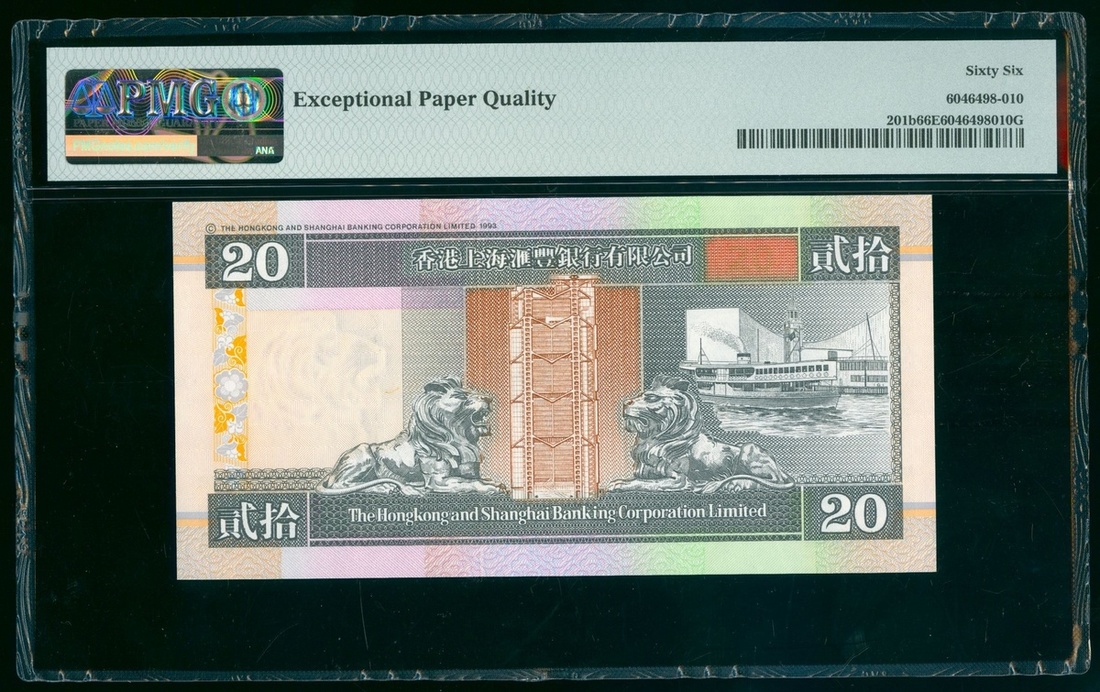 PMG
ANA
Exceptional Paper Quality
Sixty Six
6046498-010
201b66E6046498010G
© THE HONGKONG AND SHANGHAI BANKING CORPORATION LIMITED 1993
20
香港上海滙豐銀行有限公司
貳拾
貳拾
The Hongkong and Shanghai Banking Corporation Limited
20